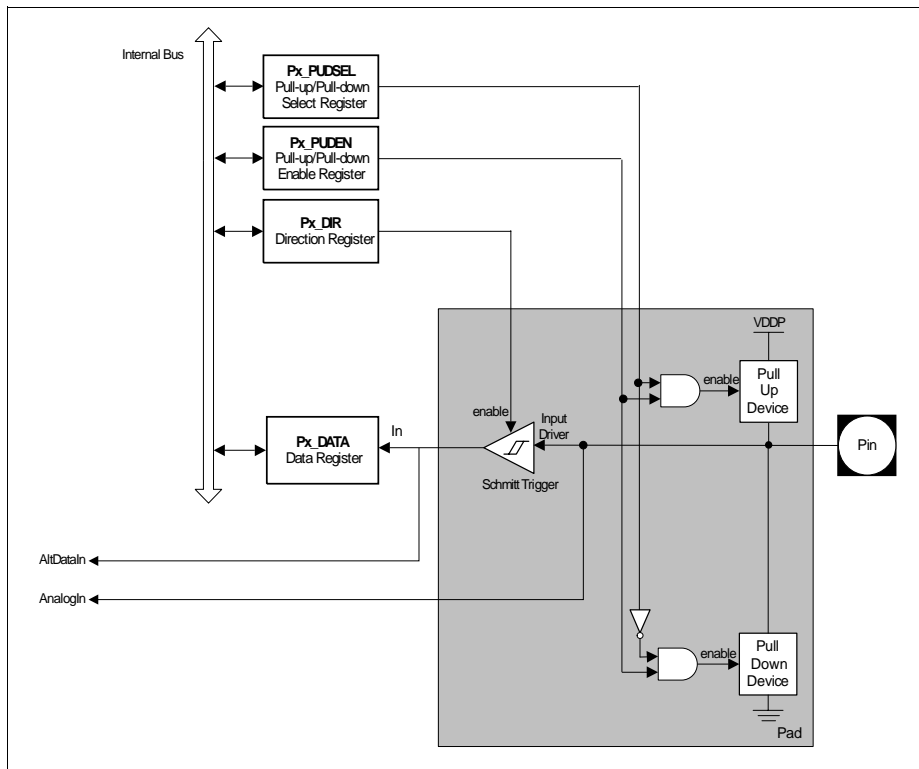 Internal Bus
Px_PUDSEL
Pull-up/Pull-down
Select Register
Px_PUDEN
Pull-up/Pull-down
Enable Register
Px_DIR
Direction Register
VDDP
enable
Pull
Up
Device
enable
Input
Driver
In
Px_DATA
Data Register
Schmitt Trigger
Pin
AltDataIn
AnalogIn
enable
Pull
Down
Device
Pad